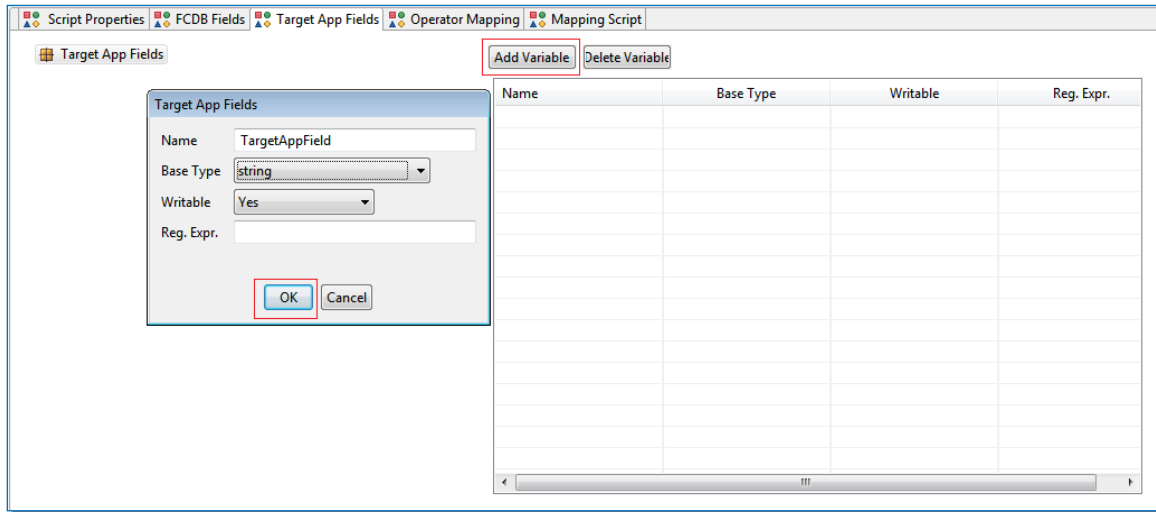 Script Properties FCDB Fields Target App Fields Operator Mapping Mapping Script
Target App Fields
Add Variable Delete Variable
Name Base Type Writable Reg. Expr.
Target App Fields
Name TargetAppField
Base Type string
Writable Yes
Reg. Expr.
OK Cancel